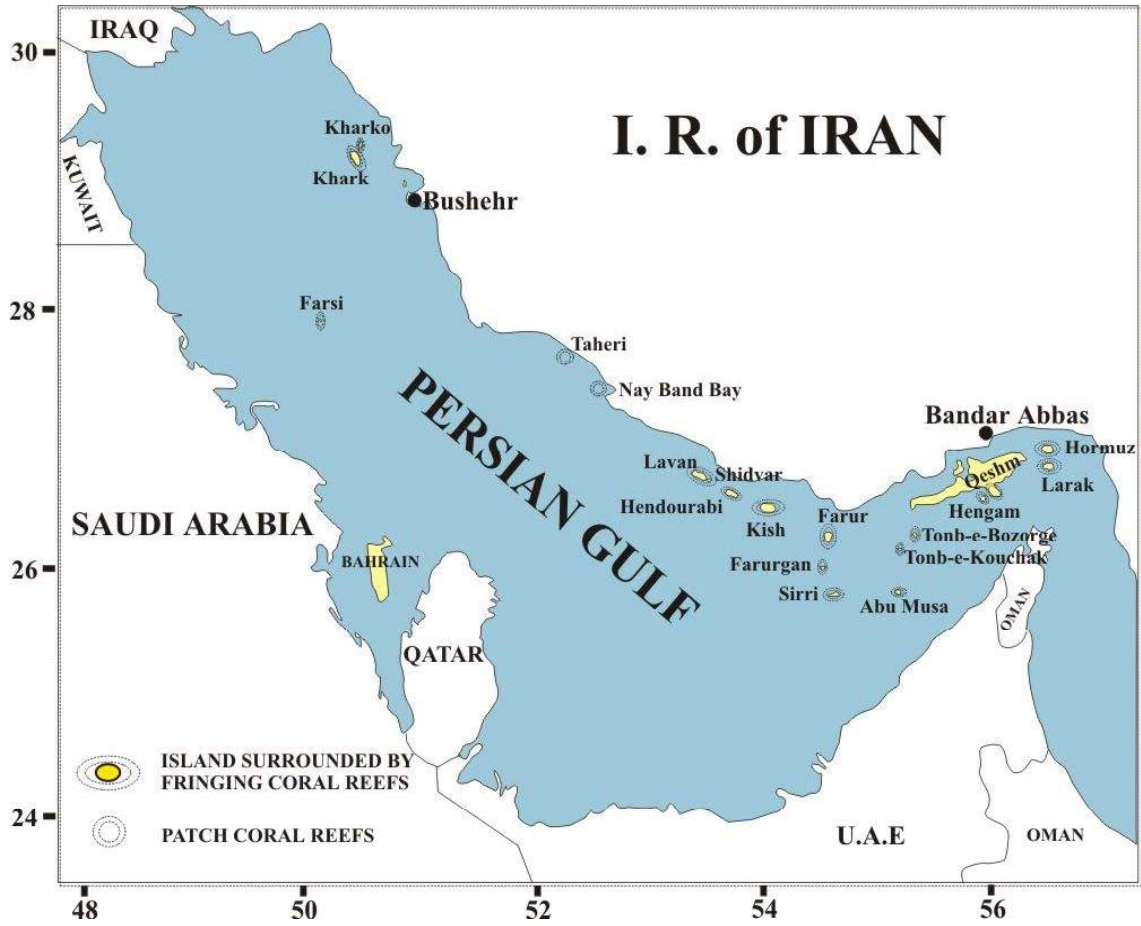 IRAQ
30
Kharko
I. R. of IRAN
KUWAIT
Khark
Bushehr
28
Farsi
Taheri
Nay Band Bay
PERSIAN GULF
Bandar Abbas
Hormuz
Lavan
Shidvar
Qeshm
Larak
Hendourabi
Kish
Farur
Hengam
SAUDI ARABIA
Tonb-e-Bozorge
Tonb-e-Kouchak
26
BAHRAIN
Farurgan
Sirri
Abu Musa
OMAN
QATAR
ISLAND SURROUNDED BY
FRINGING CORAL REEFS
24
PATCH CORAL REEFS
U.A.E
OMAN
48
50
52
54
56